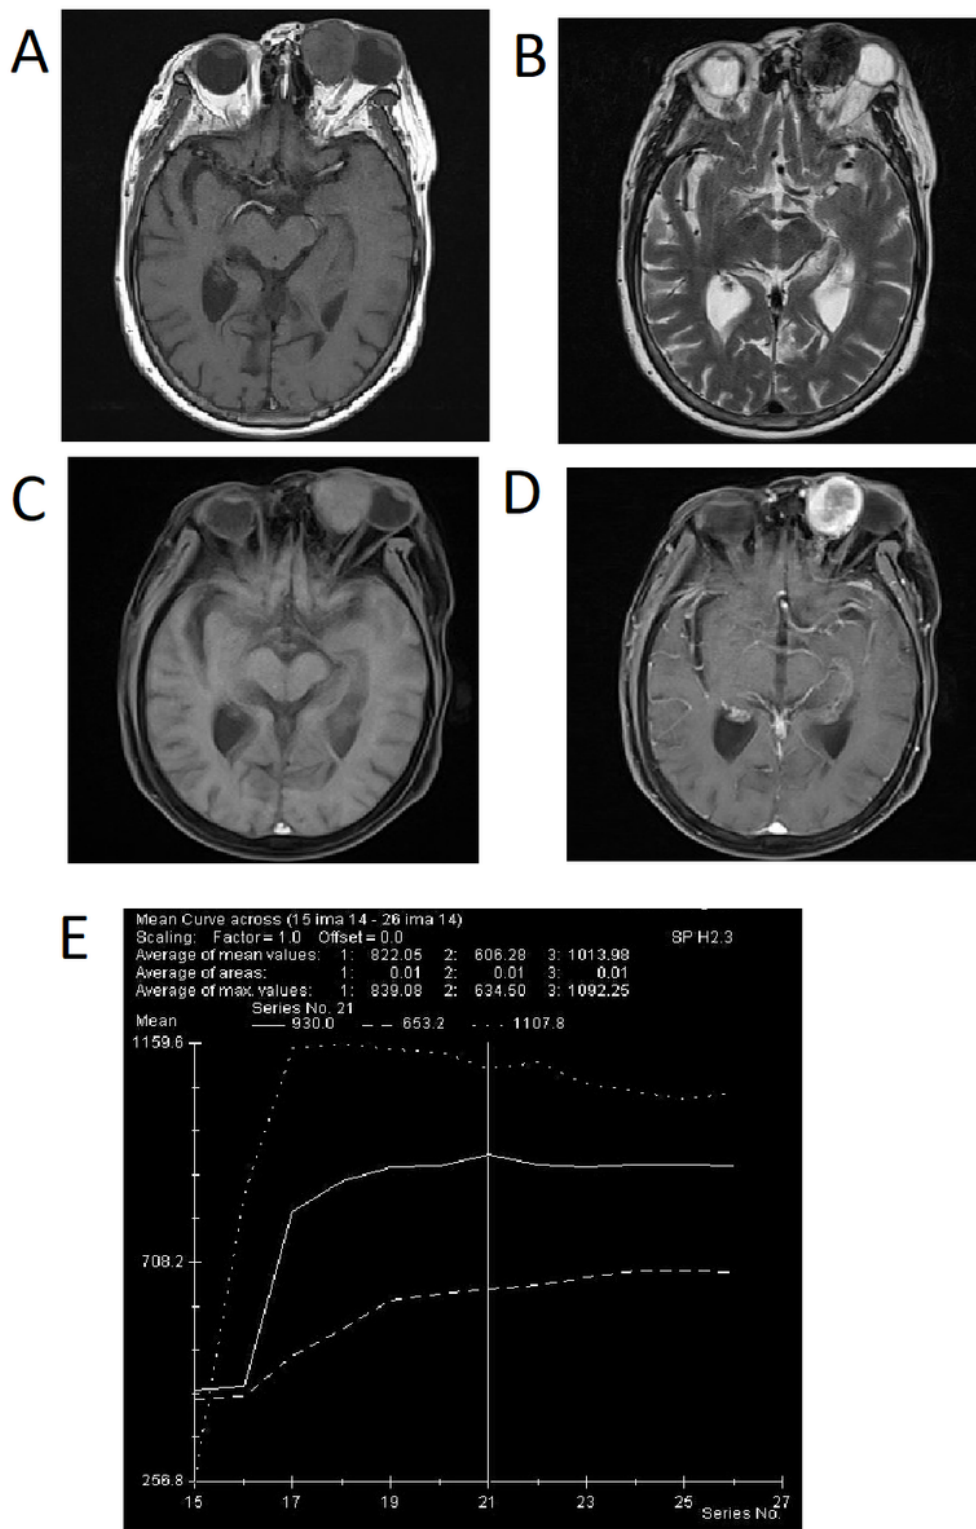 A
B
C
D
E
Mean Curve across (15 ima 14 - 26 ima 14)
Scaling: Factor = 1.0 Offset = 0.0 SP H2.3
Average of mean values: 1: 822.05 2: 606.28 3: 1013.98
Average of areas: 1: 0.01 2: 0.01 3: 0.01
Average of max. values: 1: 839.08 2: 634.50 3: 1092.25
Series No. 21
Mean 930.0 653.2 1107.8
1159.6
708.2
256.8
15 17 19 21 23 25 27
Series No.